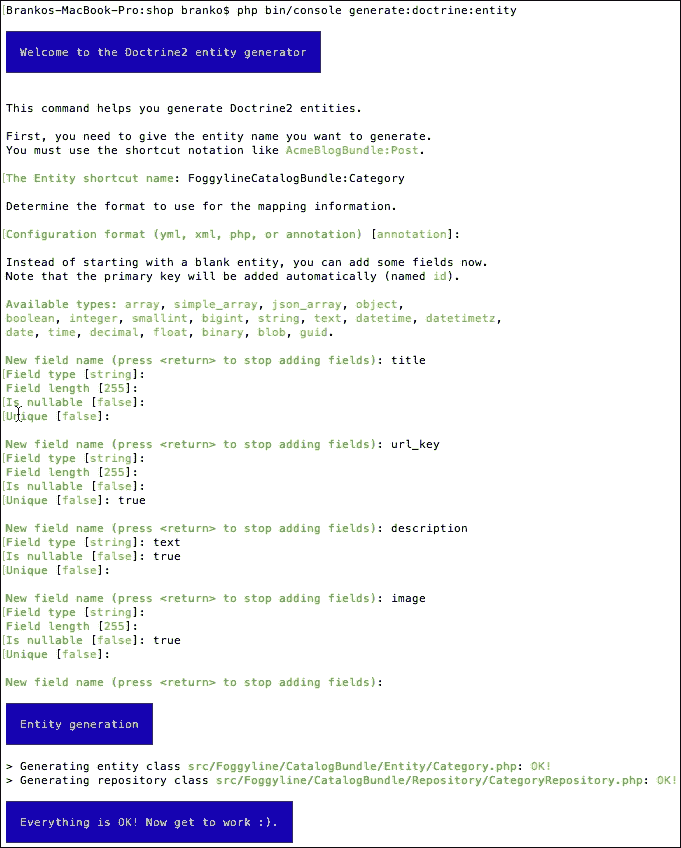 Brankos-MacBook-Pro:shop branko$ php bin/console generate:doctrine:entity
Welcome to the Doctrine2 entity generator
This command helps you generate Doctrine2 entities.
First, you need to give the entity name you want to generate.
You must use the shortcut notation like AcmeBlogBundle:Post.
The Entity shortcut name: FoggylineCatalogBundle:Category
Determine the format to use for the mapping information.
Configuration format (yml, xml, php, or annotation) [annotation]:
Instead of starting with a blank entity, you can add some fields now.
Note that the primary key will be added automatically (named id).
Available types: array, simple_array, json_array, object,
boolean, integer, smallint, bigint, string, text, datetime, datetimetz,
date, time, decimal, float, binary, blob, guid.
New field name (press <return> to stop adding fields): title
Field type [string]:
Field length [255]:
Is nullable [false]:
Unique [false]:
New field name (press <return> to stop adding fields): url_key
Field type [string]:
Field length [255]:
Is nullable [false]:
Unique [false]: true
New field name (press <return> to stop adding fields): description
Field type [string]: text
Is nullable [false]: true
Unique [false]:
New field name (press <return> to stop adding fields): image
Field type [string]:
Field length [255]:
Is nullable [false]: true
Unique [false]:
New field name (press <return> to stop adding fields):
Entity generation
> Generating entity class src/Foggyline/CatalogBundle/Entity/Category.php: OK!
> Generating repository class src/Foggyline/CatalogBundle/Repository/CategoryRepository.php: OK!
Everything is OK! Now get to work :).